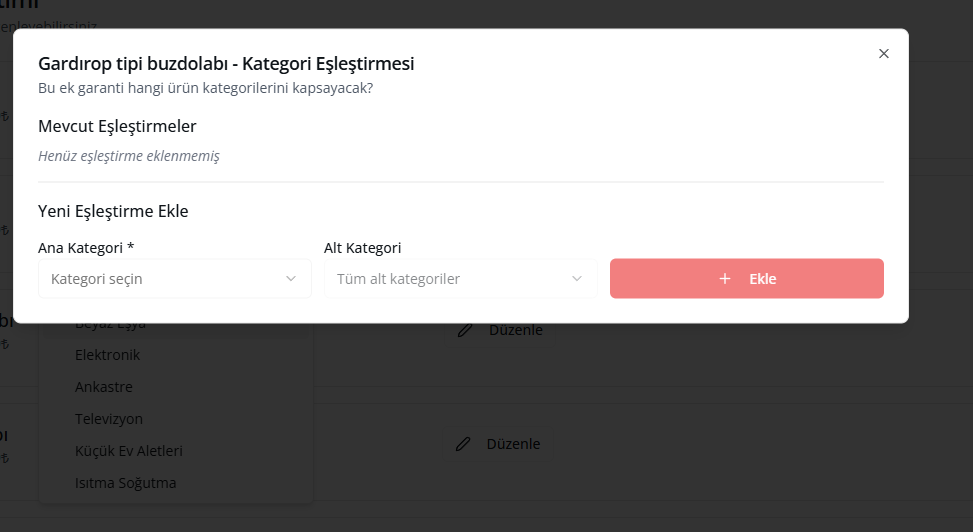 enleyebilirsiniz.
Gardırop tipi buzdolabı - Kategori Eşleştirmesi
Bu ek garanti hangi ürün kategorilerini kapsayacak?
Mevcut Eşleştirmeler
₺
Henüz eşleştirme eklenmemiş
Yeni Eşleştirme Ekle
₺
Ana Kategori *
Alt Kategori
Kategori seçin
Tüm alt kategoriler
+ Ekle
Beyaz Eşya
Düzenle
₺
Elektronik
Ankastre
Televizyon
Küçük Ev Aletleri
Düzenle
₺
Isıtma Soğutma